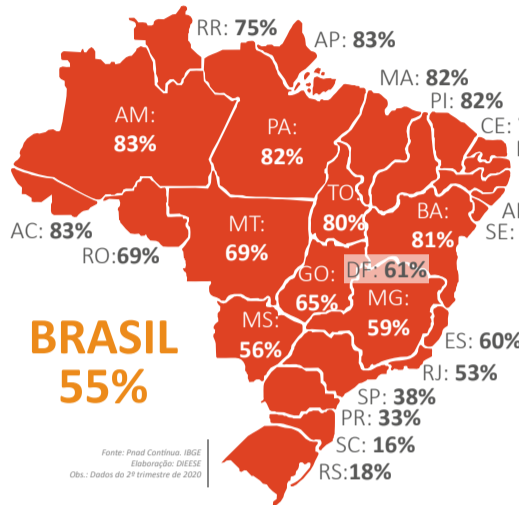 RR: 75%
AP: 83%
MA: 82%
PI: 82%
CE:
AM:
83%
PA:
82%
TO:
80%
BA:
81%
SE:
AC: 83%
RO:69%
MT:
69%
GO:
65%
DF: 61%
MG:
59%
MS:
56%
ES: 60%
RJ: 53%
SP: 38%
PR: 33%
SC: 16%
RS:18%
BRASIL
55%
Fonte: Pnad Contínua. IBGE
Elaboração: DIEESE
Obs.: Dados do 2º trimestre de 2020